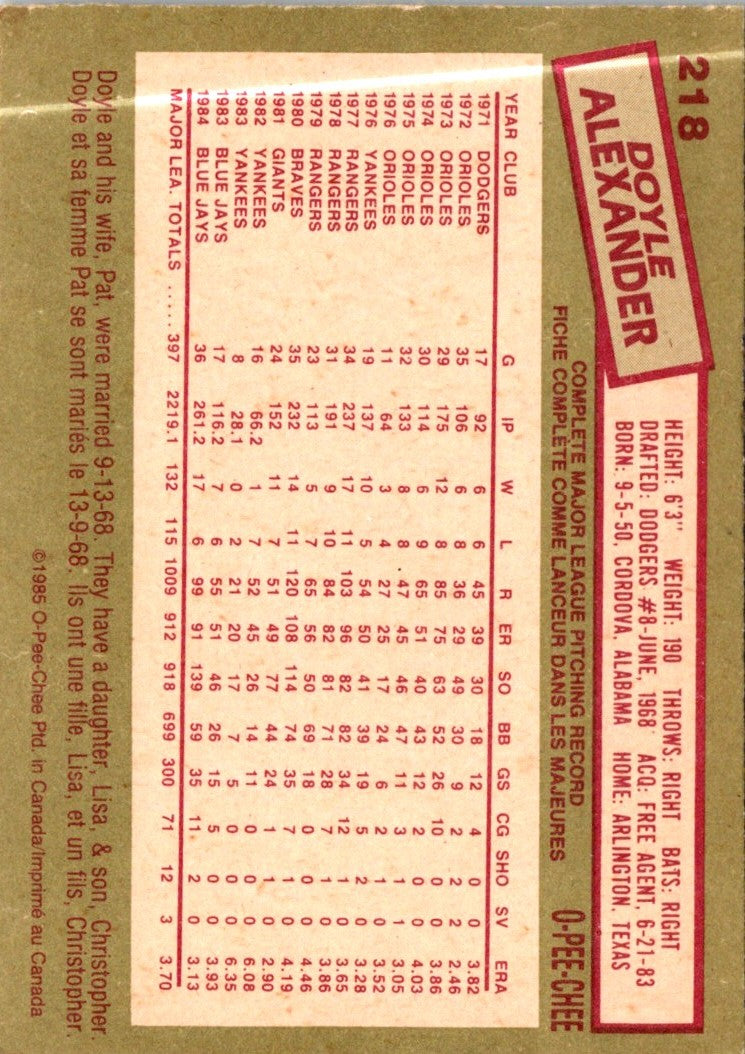 218
DOYLE
ALEXANDER
HEIGHT: 6'3" WEIGHT: 190 THROWS: RIGHT BATS: RIGHT
DRAFTED: DODGERS #8-JUNE, 1968 ACQ: FREE AGENT, 6-21-83
BORN: 9-5-50, CORDOVA, ALABAMA HOME: ARLINGTON, TEXAS
COMPLETE MAJOR LEAGUE PITCHING RECORD
FICHE COMPLÈTE COMME LANCEUR DANS LES MAJEURES
O-PEE-CHEE
YEAR CLUB G IP W L R ER SO BB GS CG SHO SV ERA
1971 DODGERS 17 92 6 6 45 39 30 18 12 4 0 0 3.82
1972 ORIOLES 35 106 6 8 36 29 49 30 9 2 2 2 2.46
1973 ORIOLES 29 175 12 8 85 75 63 52 26 10 0 0 3.86
1974 ORIOLES 30 114 6 9 65 51 40 43 12 2 0 0 4.03
1975 ORIOLES 32 133 8 8 47 45 46 47 11 3 1 1 3.05
1976 ORIOLES 11 64 3 4 27 25 17 24 6 2 1 0 3.52
1976 YANKEES 19 137 10 5 54 50 41 39 19 5 2 0 3.28
1977 RANGERS 34 237 17 11 103 96 82 82 34 12 1 0 3.65
1978 RANGERS 31 191 9 10 84 82 81 71 28 7 1 0 3.86
1979 RANGERS 23 113 5 7 65 56 50 69 18 0 0 0 4.46
1980 BRAVES 35 232 14 11 120 108 114 74 35 7 1 0 4.19
1981 GIANTS 24 152 11 7 51 49 77 44 24 1 1 0 2.90
1982 YANKEES 16 66.2 1 7 52 45 26 14 11 0 0 0 6.08
1983 YANKEES 8 28.1 0 2 21 20 17 7 5 0 0 0 6.35
1983 BLUE JAYS 17 116.2 7 6 55 51 46 26 15 5 0 0 3.93
1984 BLUE JAYS 36 261.2 17 6 99 91 139 59 35 11 2 0 3.13
MAJOR LEA. TOTALS ..... 397 2219.1 132 115 1009 912 918 699 300 71 12 3 3.70
Doyle and his wife, Pat, were married 9-13-68. They have a daughter, Lisa, & son, Christopher.
Doyle et sa femme Pat se sont mariés le 13-9-68. Ils ont une fille, Lisa, et un fils, Christopher.
©1985 O-Pee-Chee Ptd. in Canada/Imprimé au Canada